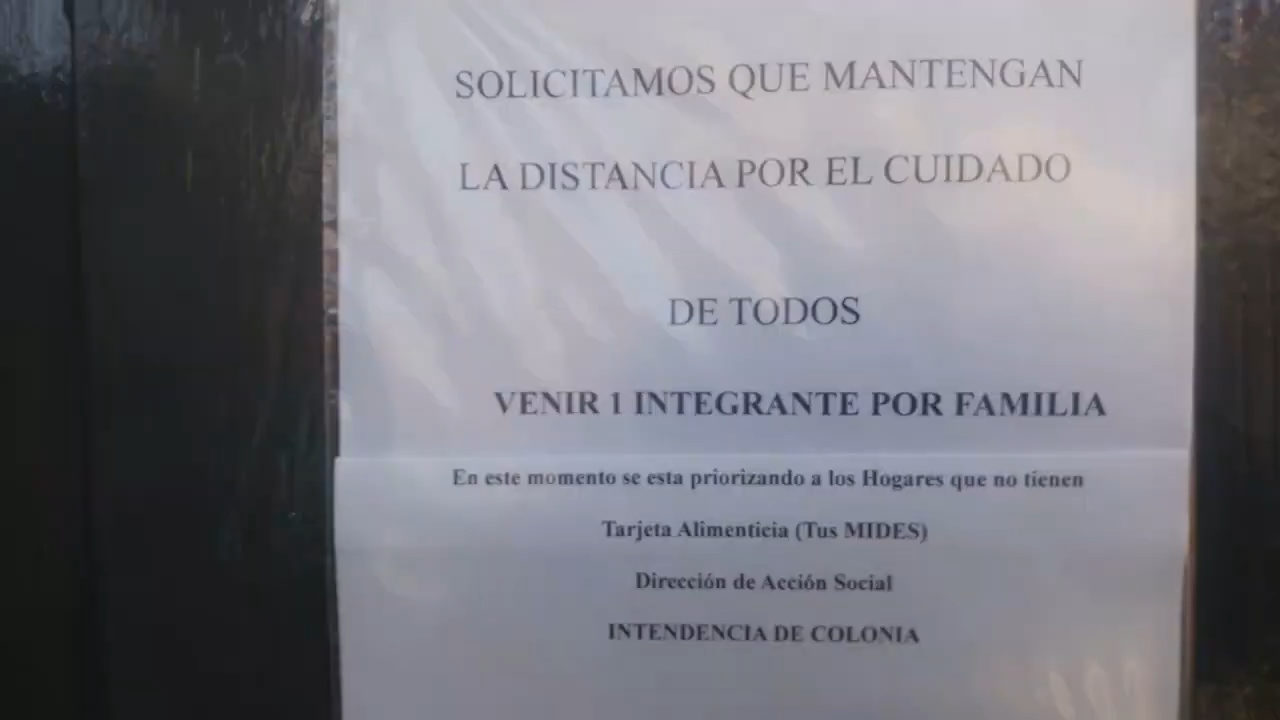 SOLICITAMOS QUE MANTENGAN
LA DISTANCIA POR EL CUIDADO
DE TODOS
VENIR 1 INTEGRANTE POR FAMILIA
En este momento se esta priorizando a los Hogares que no tienen
Tarjeta Alimenticia (Tus MIDES)
Dirección de Acción Social
INTENDENCIA DE COLONIA